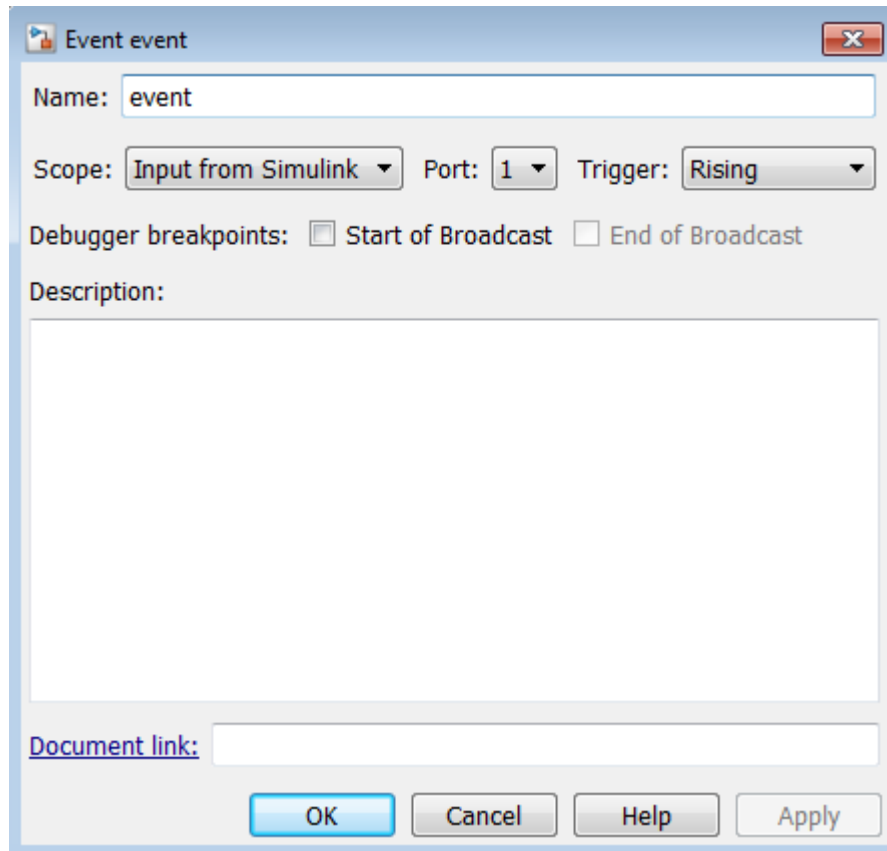 Event event
Name: event
Scope: Input from Simulink Port: 1 Trigger: Rising
Debugger breakpoints: Start of Broadcast End of Broadcast
Description:
Document link:
OK Cancel Help Apply